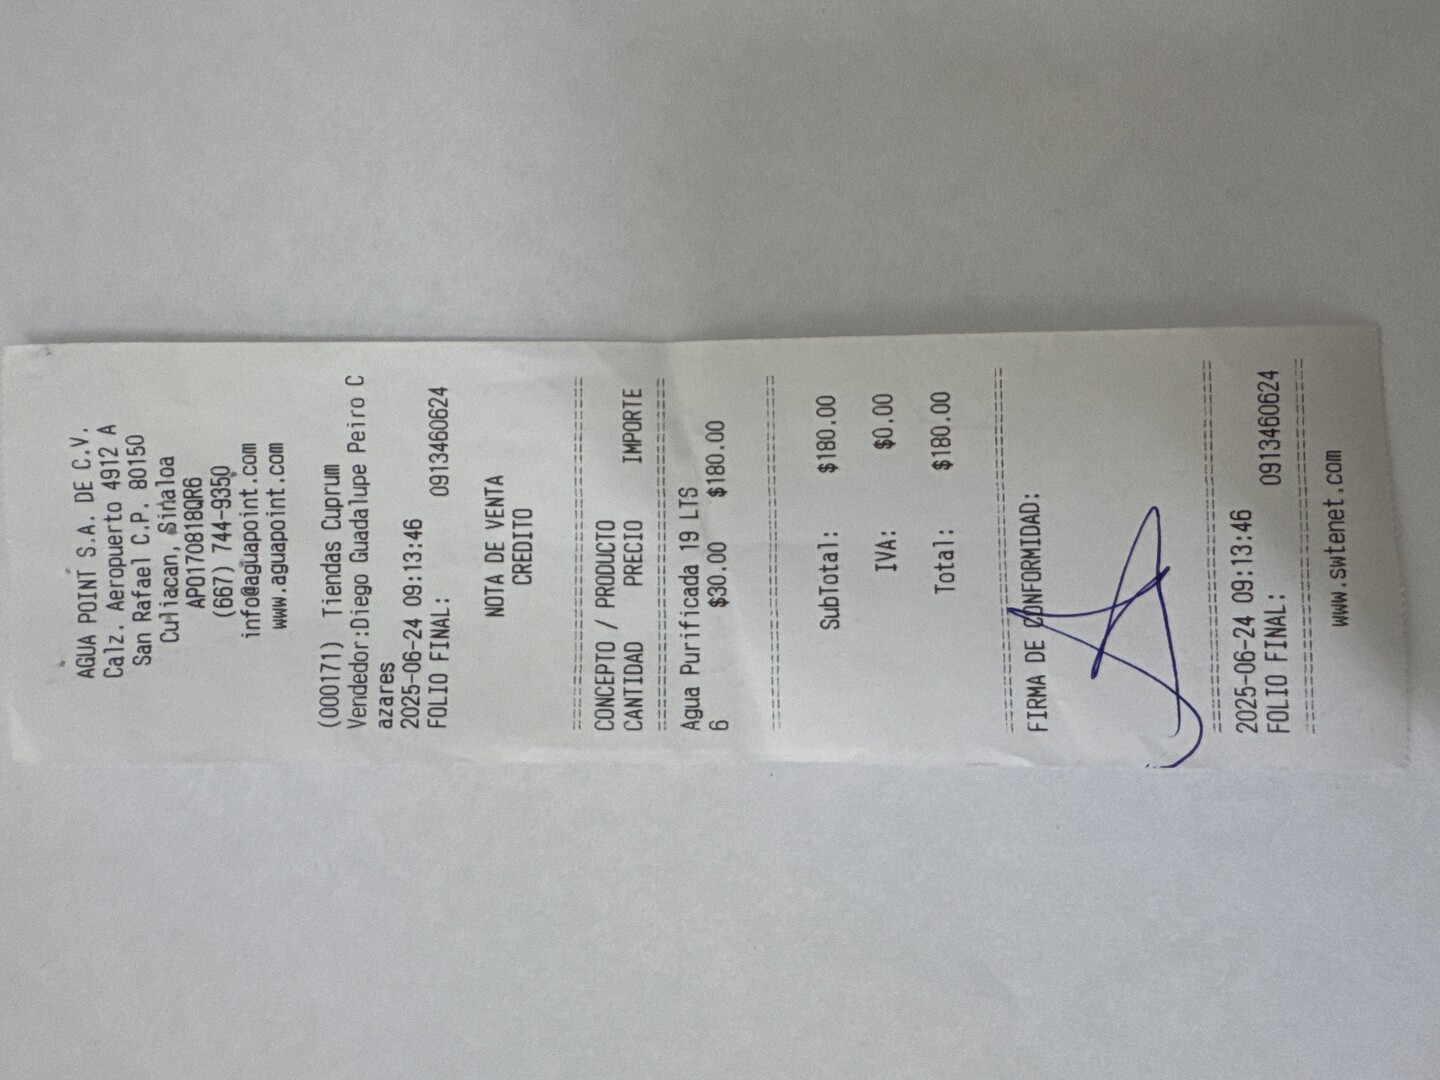 AGUA POINT S.A. DE C.V.
Calz. Aeropuerto 4912 A
San Rafael C.P. 80150
Culiacan, Sinaloa
APO170818QR6
(667) 744-9350
info@aguapoint.com
www.aguapoint.com
(000171) Tiendas Cuprum
Vendedor:Diego Guadalupe Peiro C
azares
2025-06-24 09:13:46
FOLIO FINAL: 0913460624
NOTA DE VENTA
CREDITO
================================
CONCEPTO / PRODUCTO
CANTIDAD PRECIO IMPORTE
================================
Agua Purificada 19 LTS
6 $30.00 $180.00
================================
SubTotal: $180.00
IVA: $0.00
Total: $180.00
================================
FIRMA DE CONFORMIDAD:
================================
2025-06-24 09:13:46
FOLIO FINAL: 0913460624
================================
www.swtenet.com